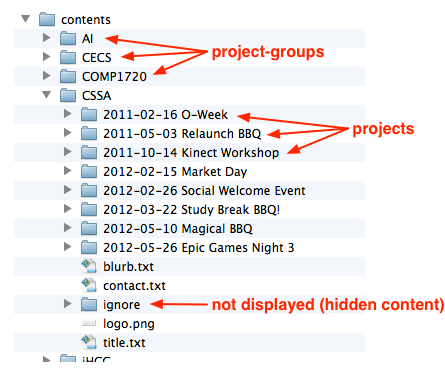 contents
AI
CECS
COMP1720
project-groups
CSSA
2011-02-16 O-Week
2011-05-03 Relaunch BBQ
projects
2011-10-14 Kinect Workshop
2012-02-15 Market Day
2012-02-26 Social Welcome Event
2012-03-22 Study Break BBQ!
2012-05-10 Magical BBQ
2012-05-26 Epic Games Night 3
blurb.txt
contact.txt
ignore
not displayed (hidden content)
logo.png
title.txt